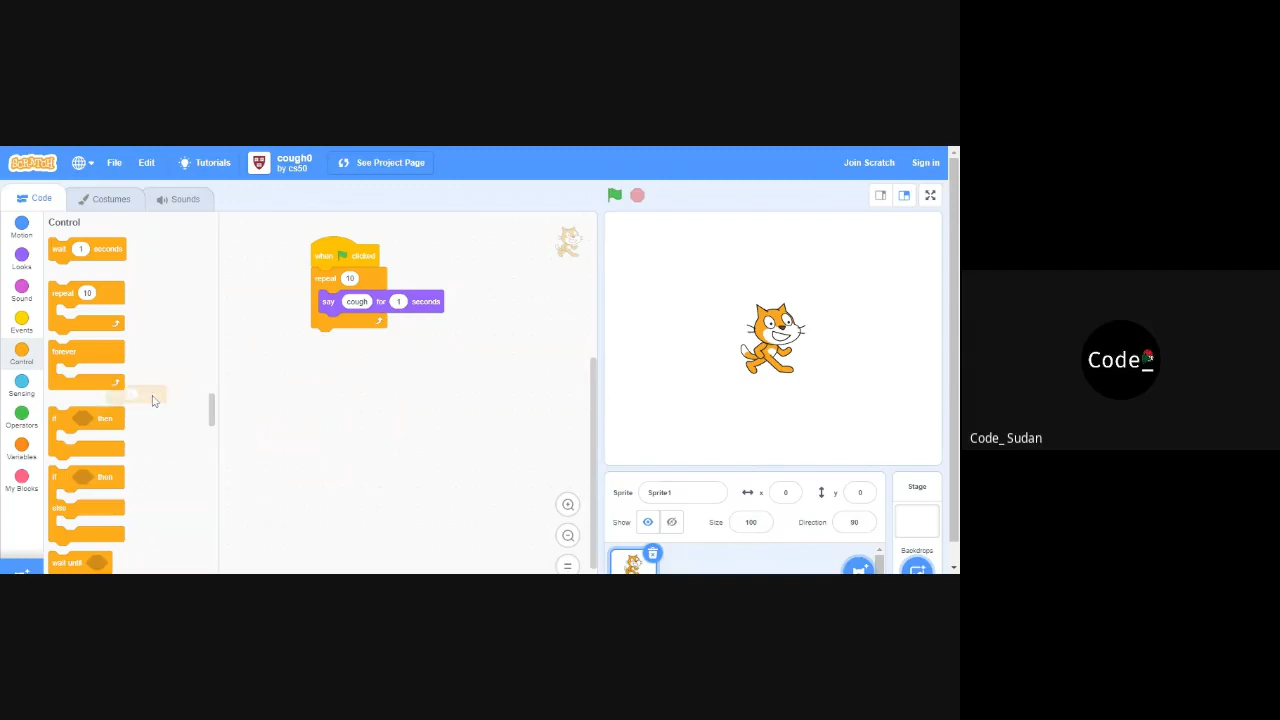 SCRATCH
File
Edit
Tutorials
cough0
by cs50
See Project Page
Join Scratch
Sign in
Code
Costumes
Sounds
Motion
Looks
Sound
Events
Control
Sensing
Operators
Variables
My Blocks
Control
wait 1 seconds
repeat 10
forever
if then
if then
else
wait until
when clicked
repeat 10
say cough for 1 seconds
Sprite Sprite1 x 0 y 0
Show Size 100 Direction 90
Stage
Backdrops
Code_
Code_ Sudan